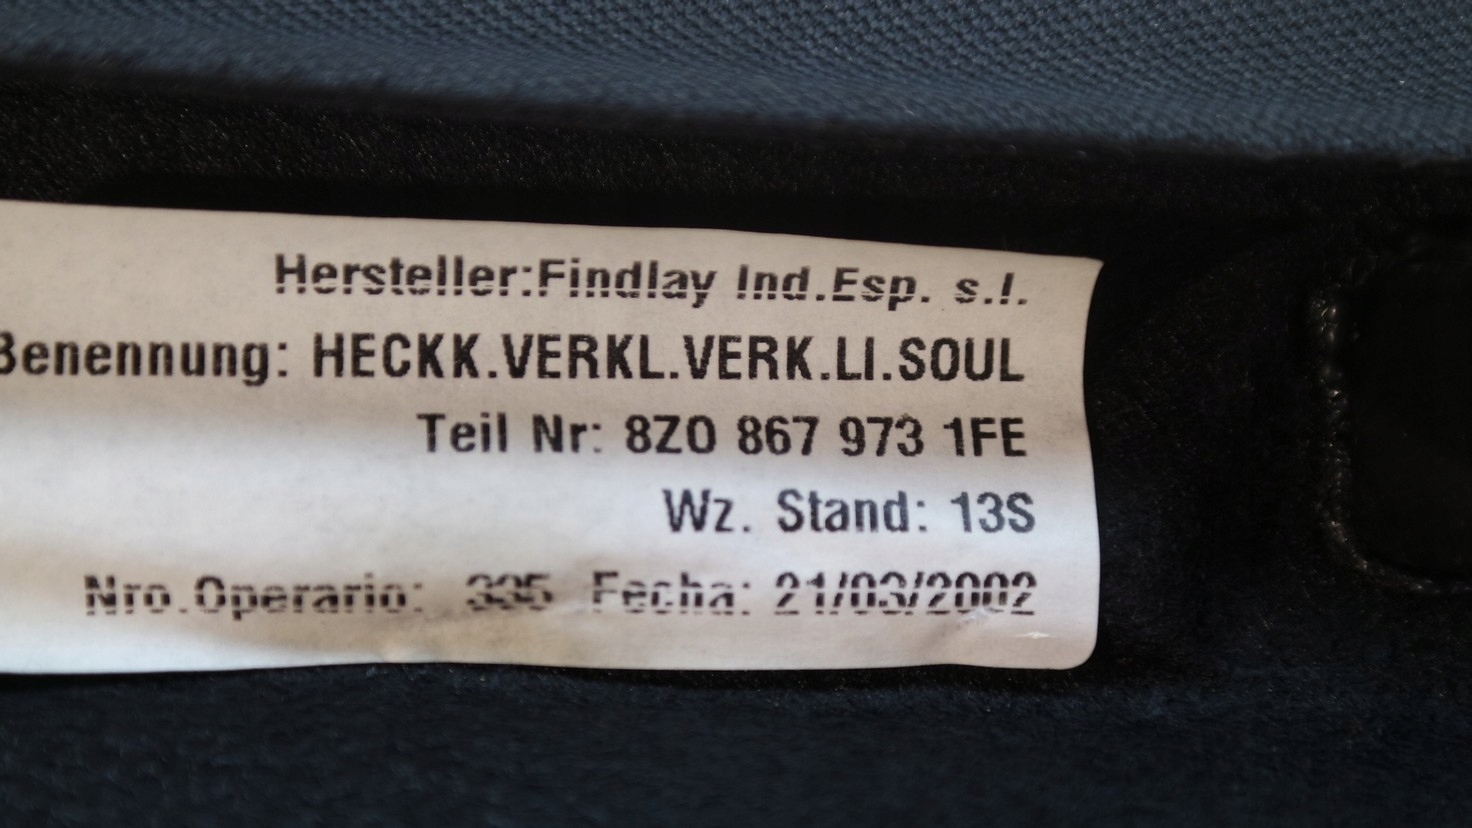 Hersteller:Findlay Ind.Esp. s.l.
Benennung: HECKK.VERKL.VERK.LI.SOUL
Teil Nr: 8Z0 867 973 1FE
Wz. Stand: 13S
Nro.Operario: 335 Fecha: 21/03/2002